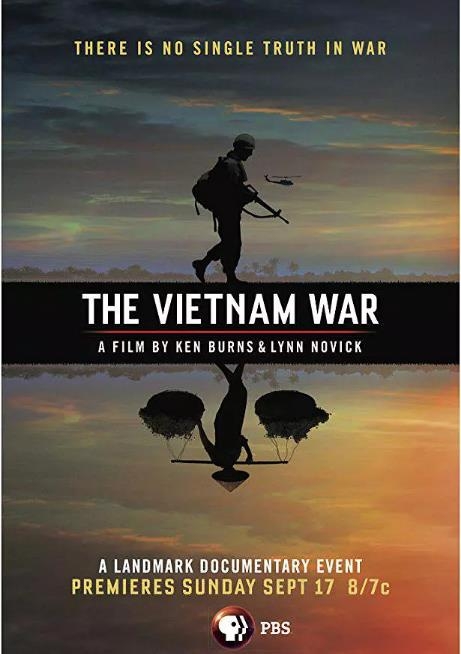 THERE IS NO SINGLE TRUTH IN WAR
THE VIETNAM WAR
A FILM BY KEN BURNS & LYNN NOVICK
A LANDMARK DOCUMENTARY EVENT
PREMIERES SUNDAY SEPT 17 8/7c
PBS